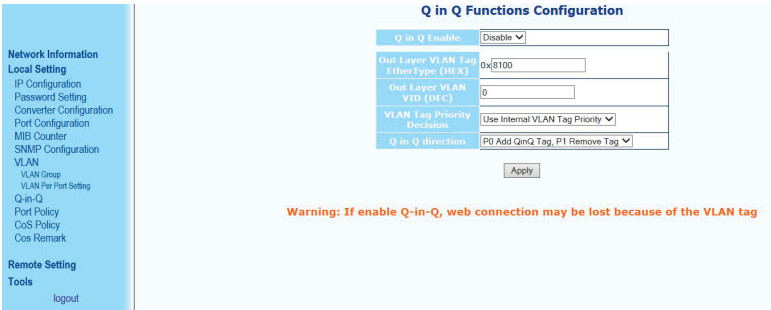 Q in Q Functions Configuration
Network Information
Local Setting
IP Configuration
Password Setting
Converter Configuration
Port Configuration
MIB Counter
SNMP Configuration
VLAN
VLAN Group
VLAN Per Port Setting
Q-in-Q
Port Policy
CoS Policy
Cos Remark
Remote Setting
Tools
logout
Q in Q Enable Disable
Out Layer VLAN Tag
EtherType (HEX) 0x 8100
Out Layer VLAN
VID (DEC) 0
VLAN Tag Priority
Decision Use Internal VLAN Tag Priority
Q in Q direction P0 Add QinQ Tag, P1 Remove Tag
Apply
Warning: If enable Q-in-Q, web connection may be lost because of the VLAN tag